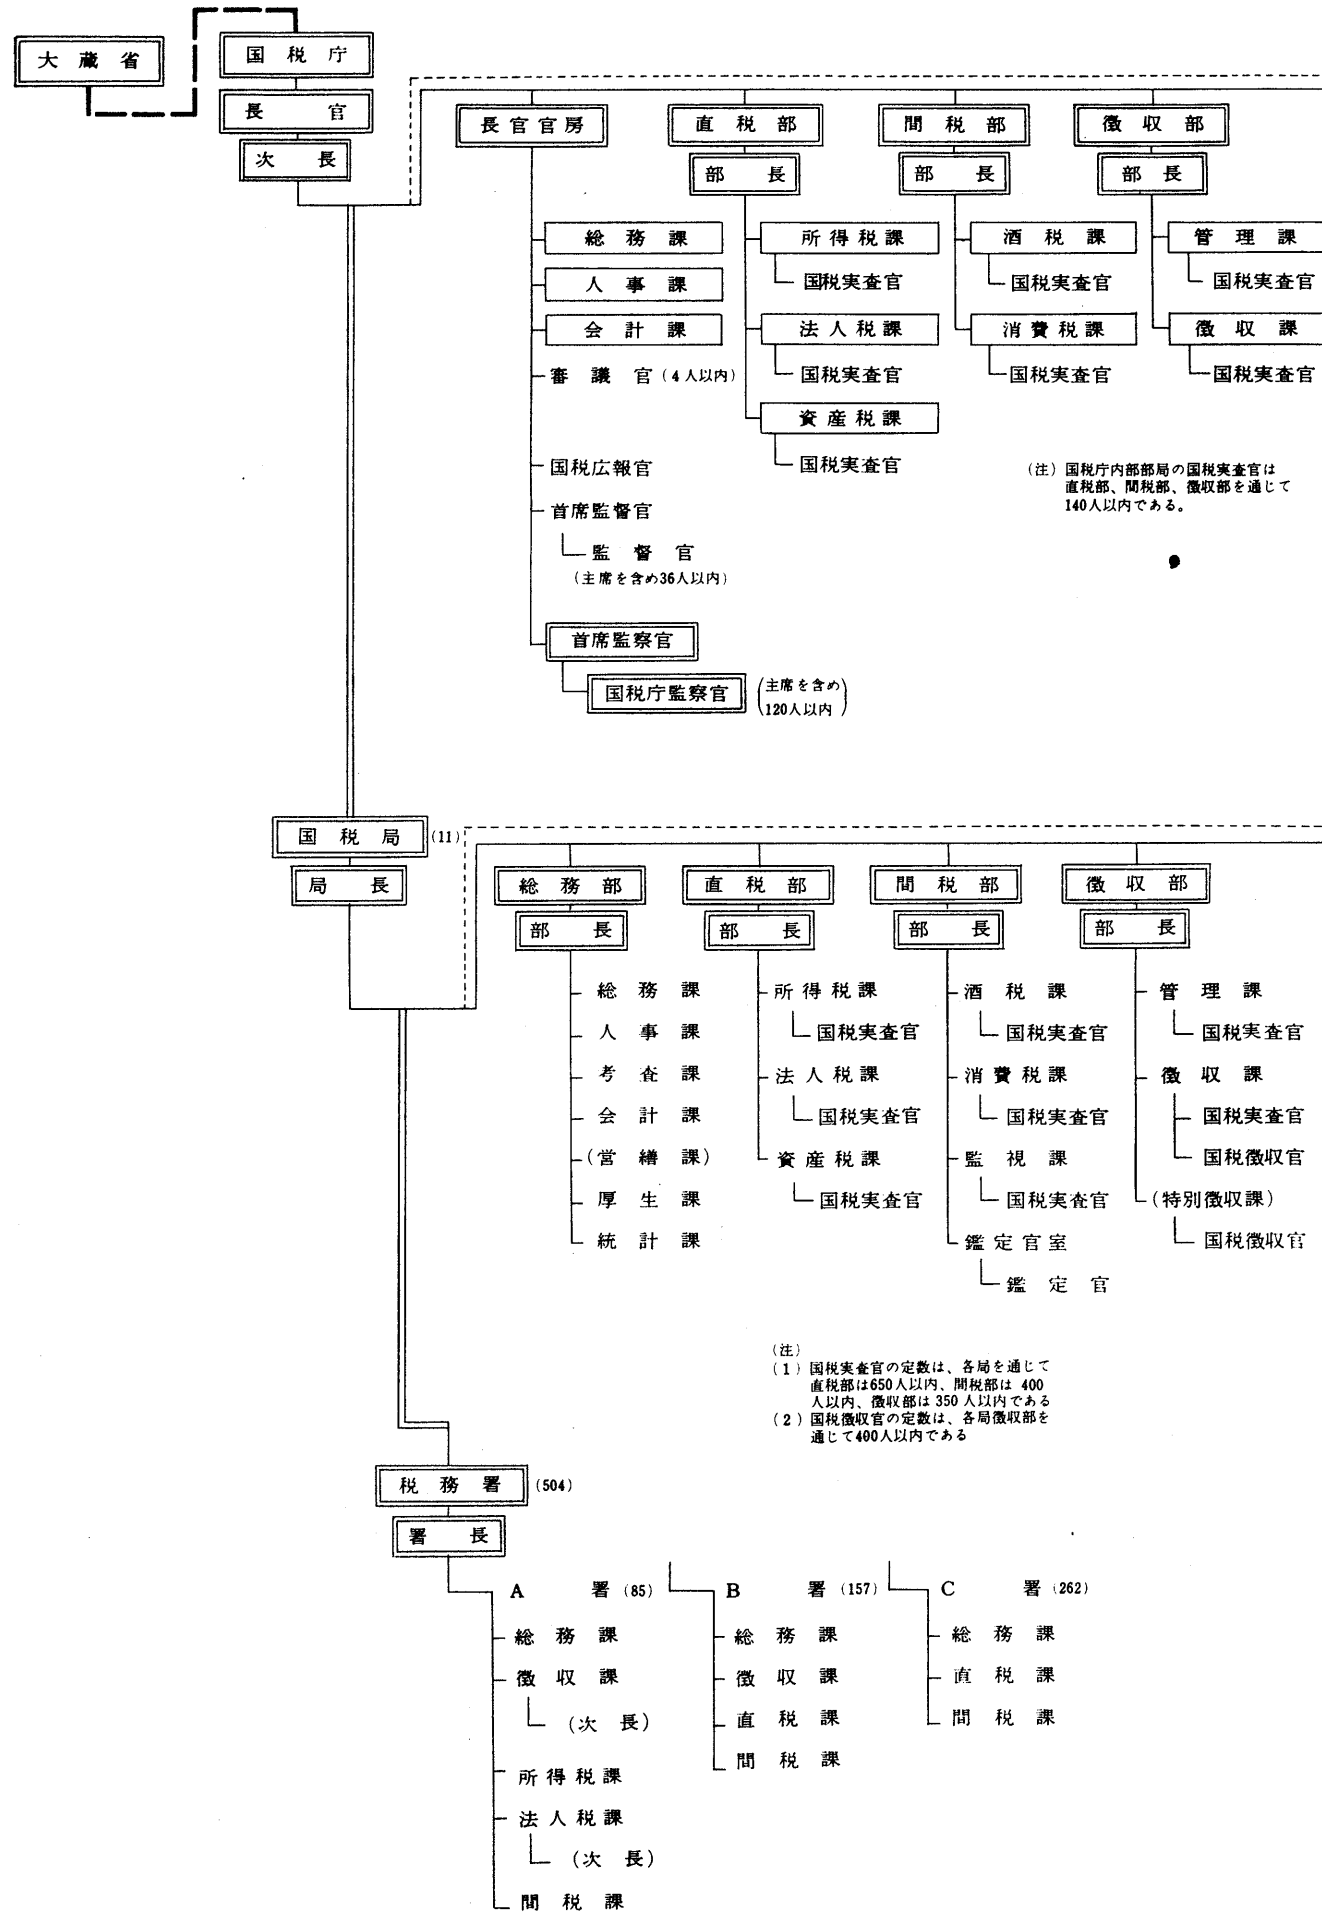 大蔵省
国税庁
長官
次長
長官官房
総務課
人事課
会計課
審議官(4人以内)
国税広報官
首席監督官
監督官
(主席を含め36人以内)
首席監察官
国税庁監察官
(主席を含め
120人以内)
直税部
部長
所得税課
国税実査官
法人税課
国税実査官
資産税課
国税実査官
間税部
部長
酒税課
国税実査官
消費税課
国税実査官
徴収部
部長
管理課
国税実査官
徴収課
国税実査官
(注) 国税庁内部部局の国税実査官は
直税部、間税部、徴収部を通じて
140人以内である。
国税局(11)
局長
総務部
部長
総務課
人事課
考査課
会計課
(営繕課)
厚生課
統計課
直税部
部長
所得税課
国税実査官
法人税課
国税実査官
資産税課
国税実査官
間税部
部長
酒税課
国税実査官
消費税課
国税実査官
監視課
国税実査官
鑑定官室
鑑定官
徴収部
部長
管理課
国税実査官
徴収課
国税実査官
国税徴収官
(特別徴収課)
国税徴収官
(注)
(1) 国税実査官の定数は、各局を通じて
直税部は650人以内、間税部は400
人以内、徴収部は350人以内である
(2) 国税徴収官の定数は、各局徴収部を
通じて400人以内である
税務署(504)
署長
A署(85)
総務課
徴収課
(次長)
所得税課
法人税課
(次長)
間税課
B署(157)
総務課
徴収課
直税課
間税課
C署(262)
総務課
直税課
間税課